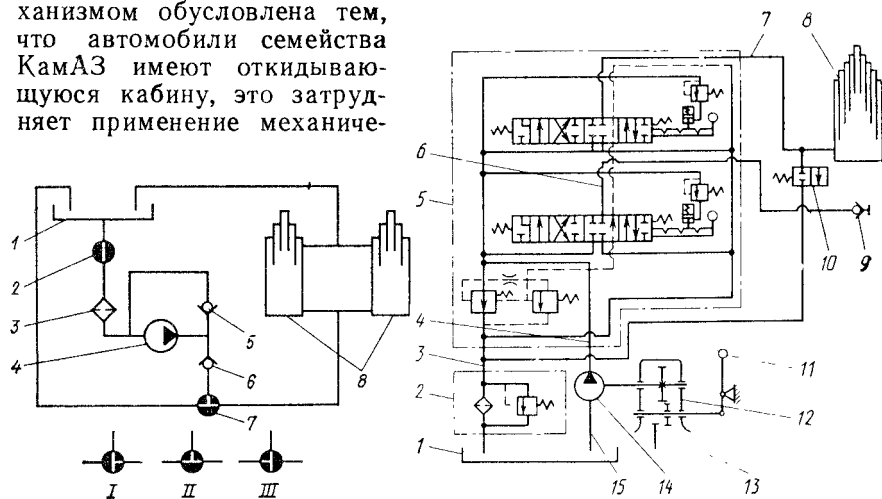 ханизмом обусловлена тем,
что автомобили семейства
КамАЗ имеют откидываю-
щуюся кабину, это затруд-
няет применение механиче-
1
2
3
4
5
6
7
8
I
II
III
1
2
3
4
5
6
7
8
9
10
11
12
13
14
15